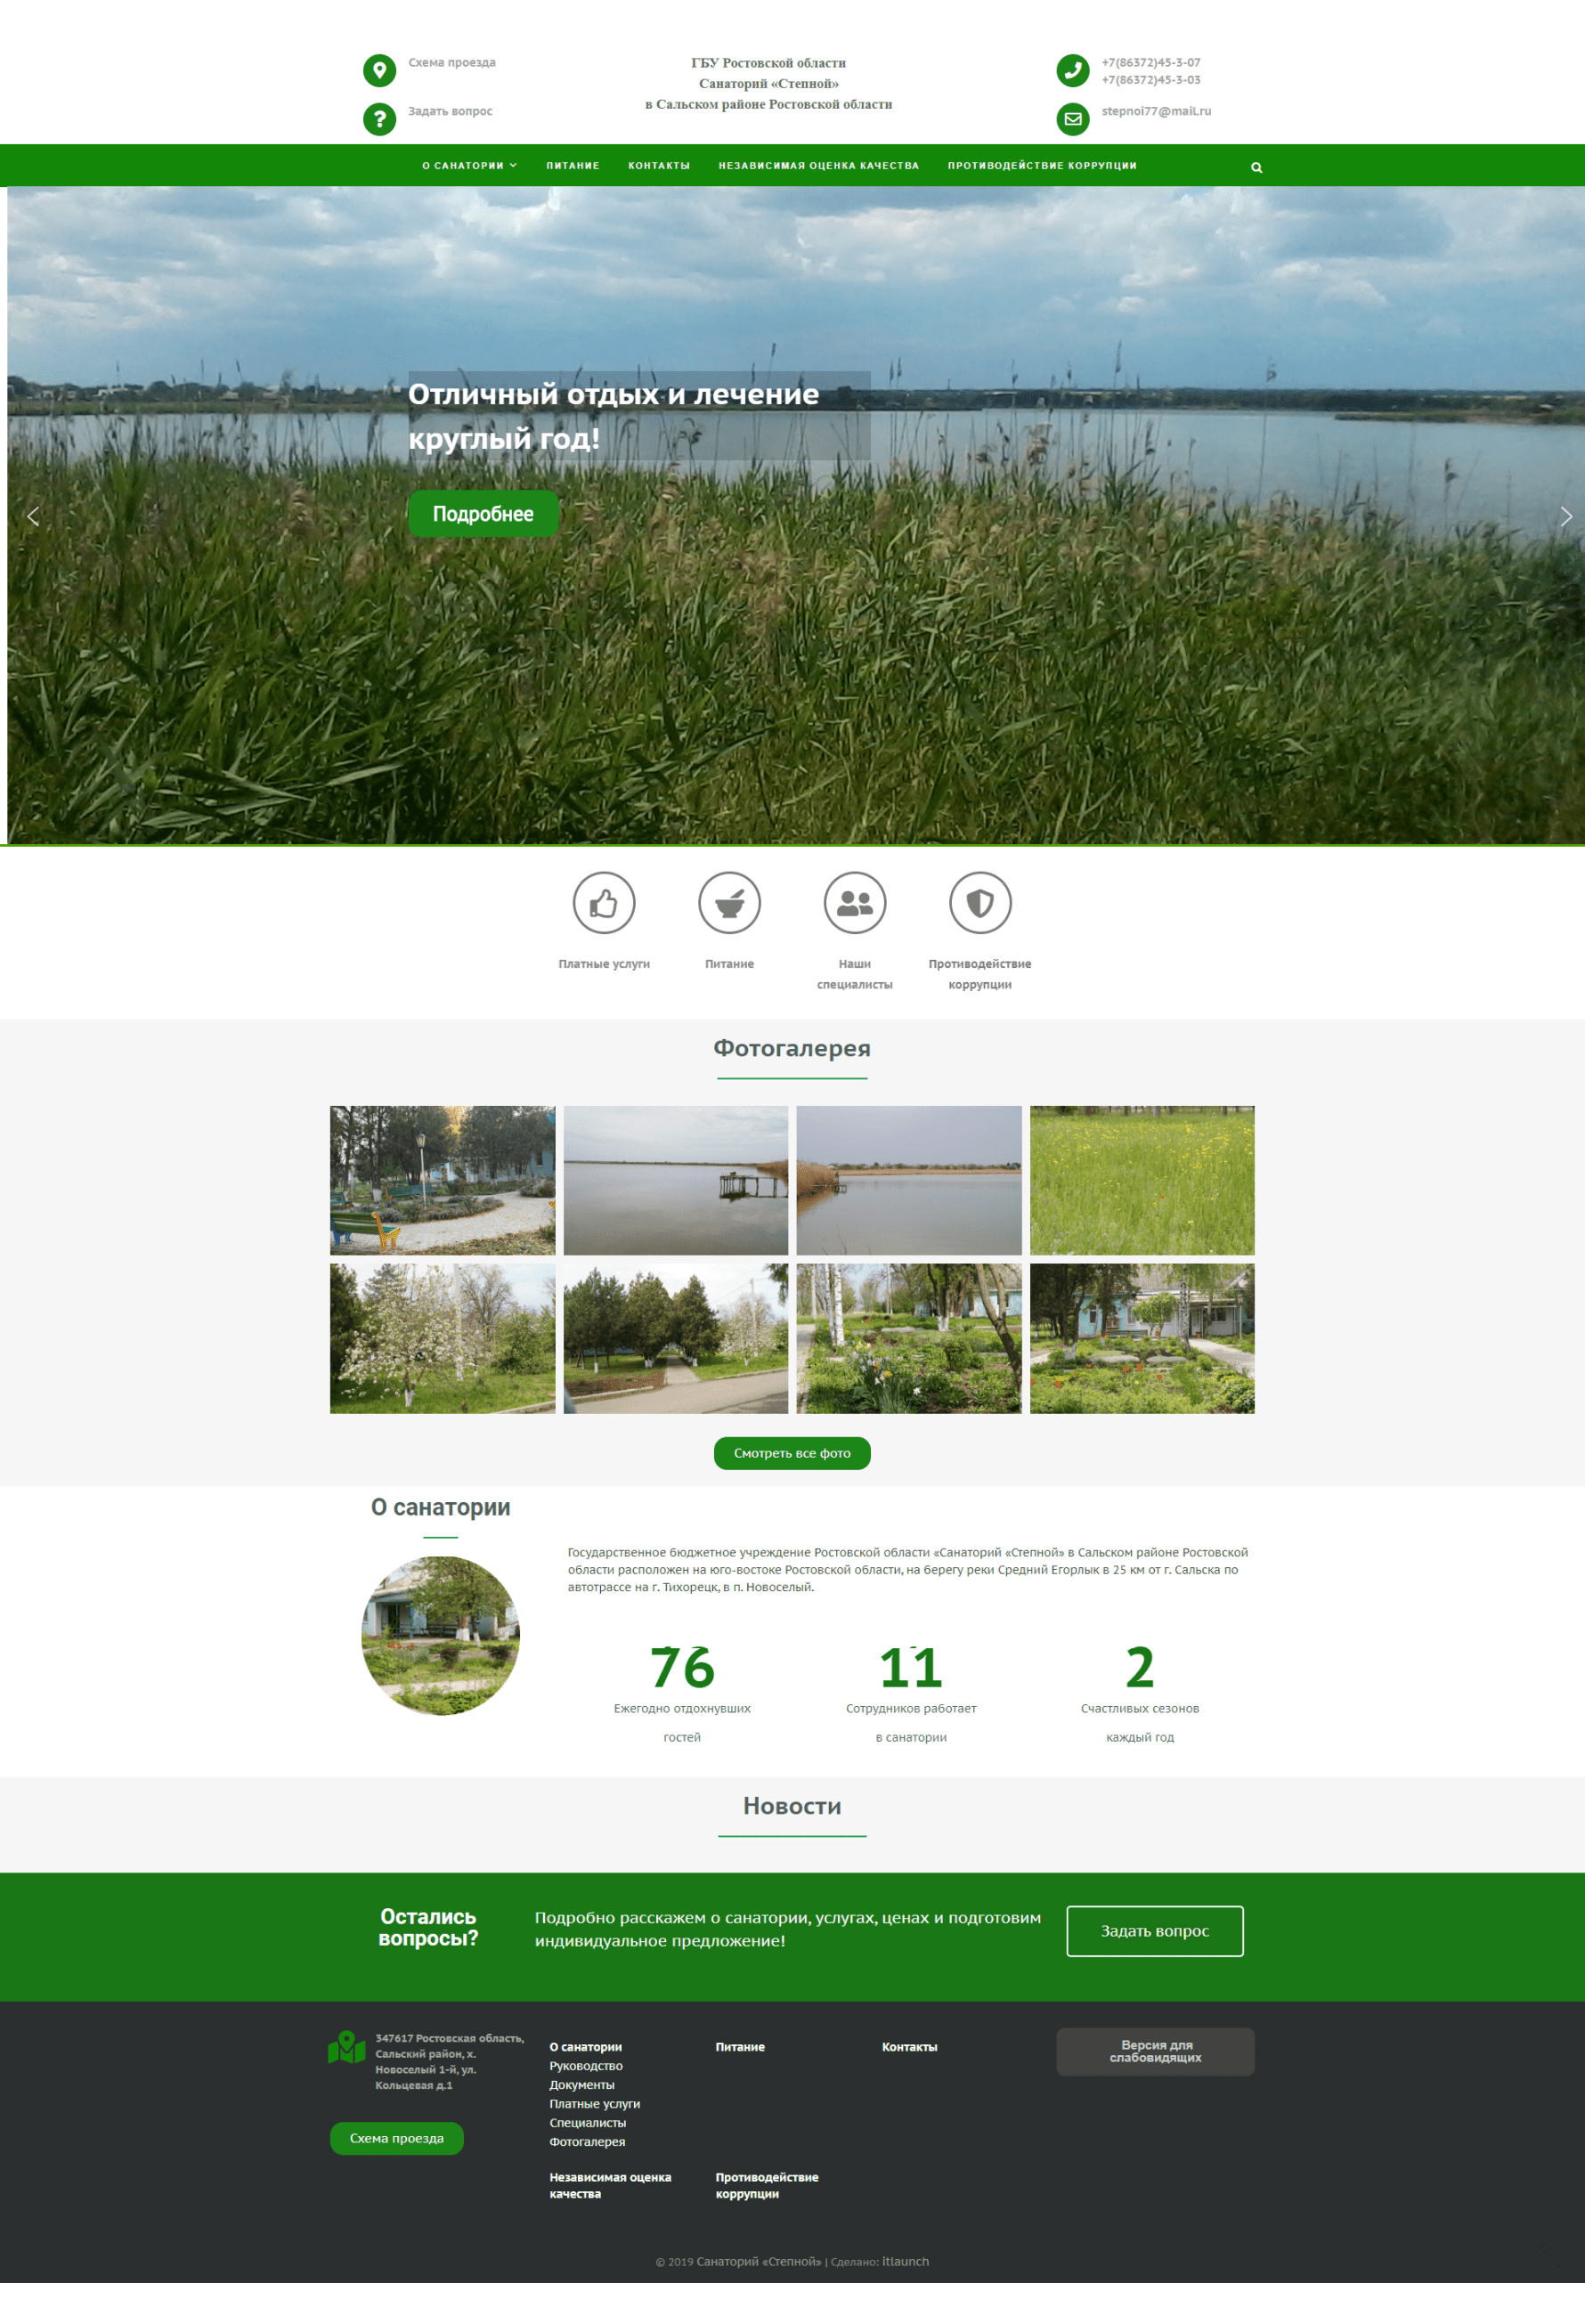 Схема проезда
Задать вопрос
ГБУ Ростовской области
Санаторий «Степной»
в Сальском районе Ростовской области
+7(86372)45-3-07
+7(86372)45-3-03
stepnoi77@mail.ru
О САНАТОРИИ
ПИТАНИЕ
КОНТАКТЫ
НЕЗАВИСИМАЯ ОЦЕНКА КАЧЕСТВА
ПРОТИВОДЕЙСТВИЕ КОРРУПЦИИ
Отличный отдых и лечение
круглый год!
Подробнее
Платные услуги
Питание
Наши
специалисты
Противодействие
коррупции
Фотогалерея
Смотреть все фото
О санатории
Государственное бюджетное учреждение Ростовской области «Санаторий «Степной» в Сальском районе Ростовской
области расположен на юго-востоке Ростовской области, на берегу реки Средний Егорлык в 25 км от г. Сальска по
автотрассе на г. Тихорецк, в п. Новоселый.
76
Ежегодно отдохнувших
гостей
11
Сотрудников работает
в санатории
2
Счастливых сезонов
каждый год
Новости
Остались
вопросы?
Подробно расскажем о санатории, услугах, ценах и подготовим
индивидуальное предложение!
Задать вопрос
347617 Ростовская область,
Сальский район, х.
Новоселый 1-й, ул.
Кольцевая д.1
Схема проезда
О санатории
Руководство
Документы
Платные услуги
Специалисты
Фотогалерея
Питание
Контакты
Независимая оценка
качества
Противодействие
коррупции
Версия для
слабовидящих
© 2019 Санаторий «Степной» | Сделано: itlaunch